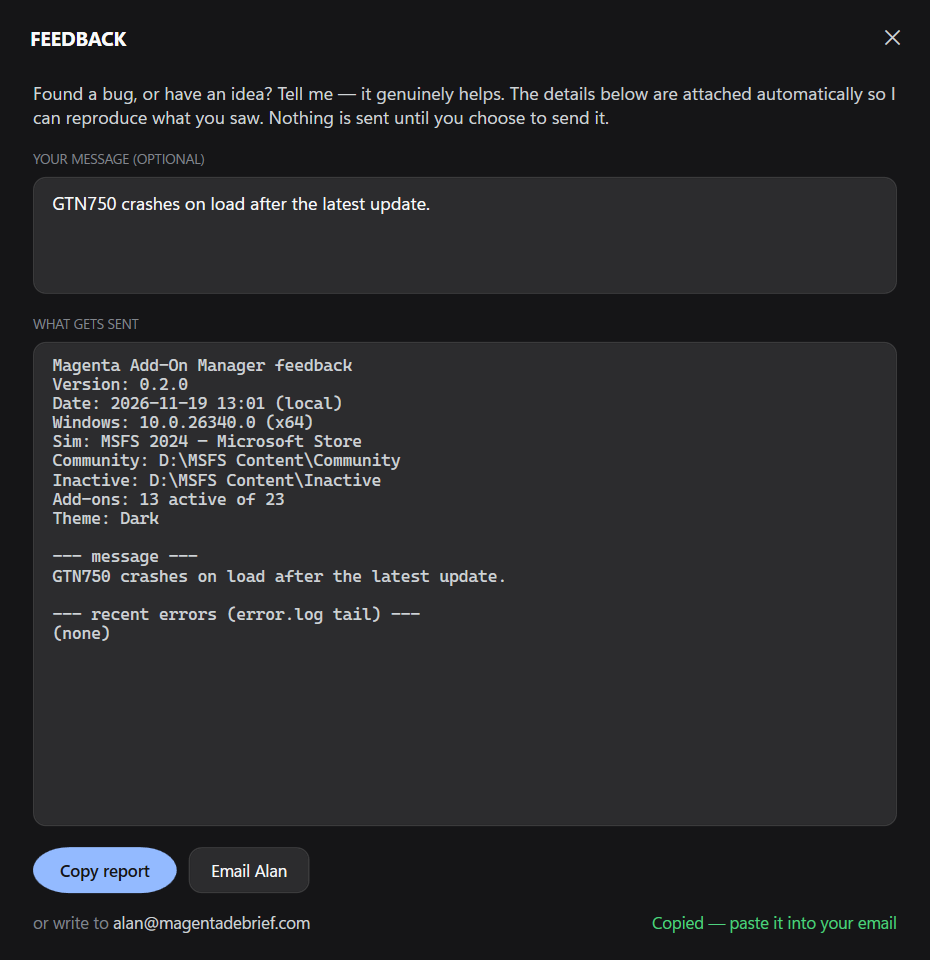 FEEDBACK
Found a bug, or have an idea? Tell me — it genuinely helps. The details below are attached automatically so I
can reproduce what you saw. Nothing is sent until you choose to send it.
YOUR MESSAGE (OPTIONAL)
GTN750 crashes on load after the latest update.
WHAT GETS SENT
Magenta Add-On Manager feedback
Version: 0.2.0
Date: 2026-11-19 13:01 (local)
Windows: 10.0.26340.0 (x64)
Sim: MSFS 2024 — Microsoft Store
Community: D:\MSFS Content\Community
Inactive: D:\MSFS Content\Inactive
Add-ons: 13 active of 23
Theme: Dark
--- message ---
GTN750 crashes on load after the latest update.
--- recent errors (error.log tail) ---
(none)
Copy report
Email Alan
or write to alan@magentadebrief.com
Copied — paste it into your email